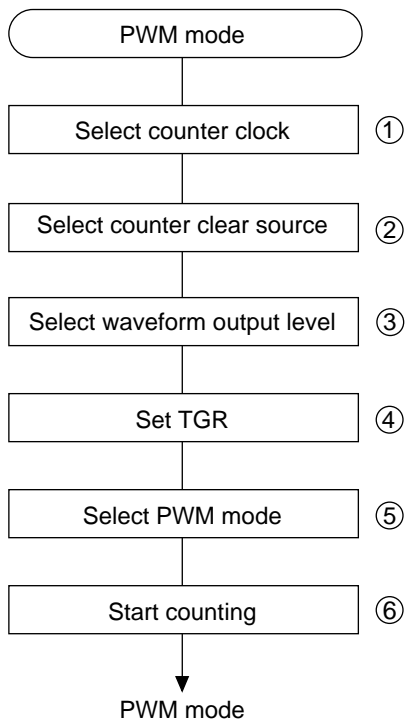 PWM mode
Select counter clock ①
Select counter clear source ②
Select waveform output level ③
Set TGR ④
Select PWM mode ⑤
Start counting ⑥
PWM mode